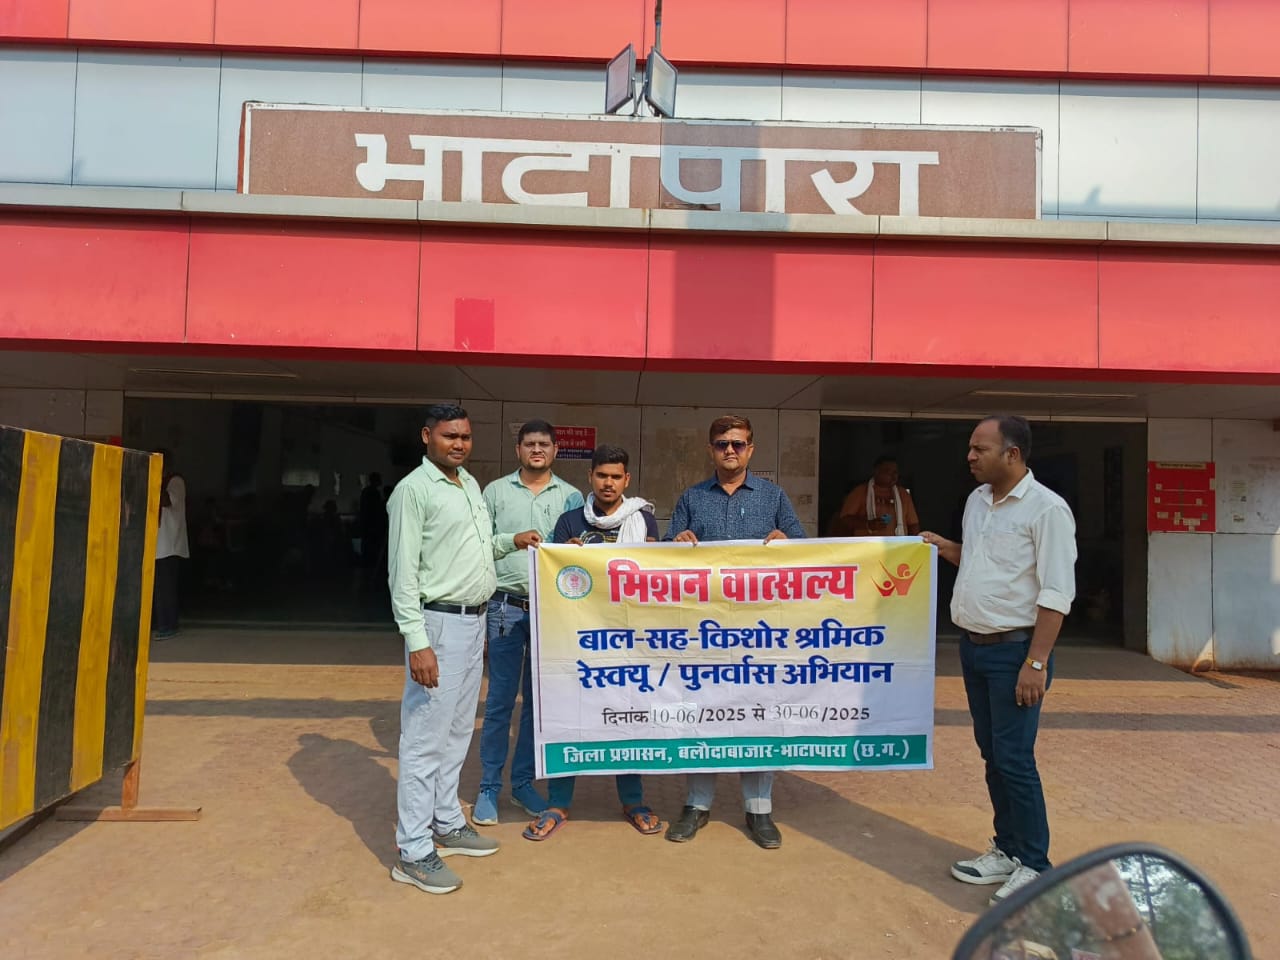 भाटापारा
मिशन वात्सल्य
बाल-सह-किशोर श्रमिक
रेस्क्यू / पुनर्वास अभियान
दिनांक 10-06/2025 से 30-06/2025
जिला प्रशासन, बलौदाबाजार-भाटापारा (छ.ग.)